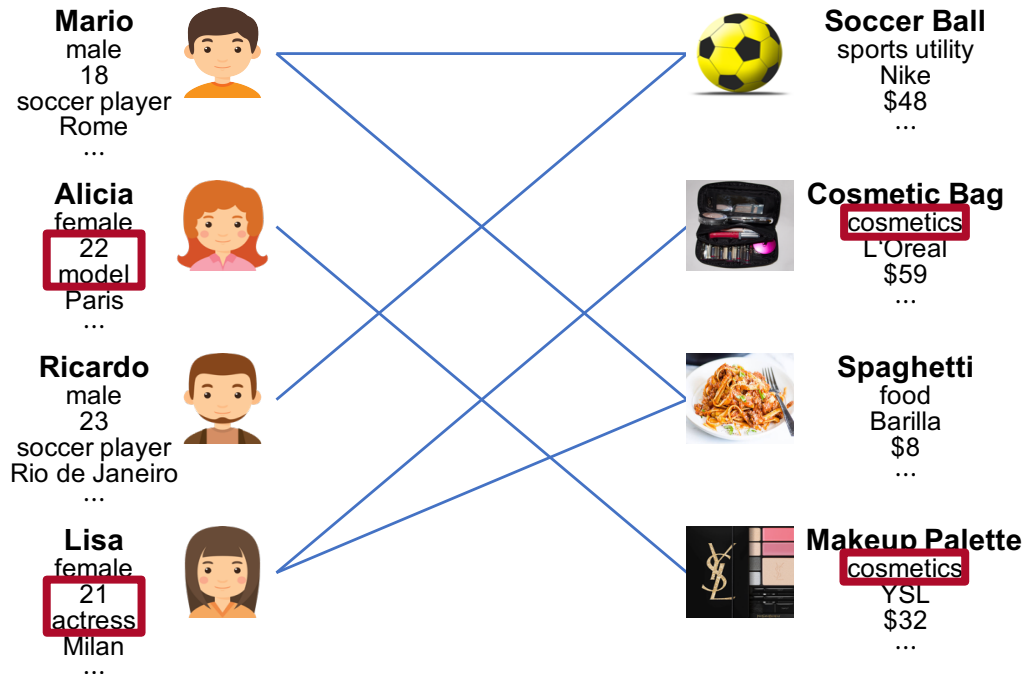 Mario
male
18
soccer player
Rome
...
Alicia
female
22
model
Paris
...
Ricardo
male
23
soccer player
Rio de Janeiro
...
Lisa
female
21
actress
Milan
...
Soccer Ball
sports utility
Nike
$48
...
Cosmetic Bag
cosmetics
L'Oreal
$59
...
Spaghetti
food
Barilla
$8
...
YSL
Makeup Palette
cosmetics
YSL
$32
...